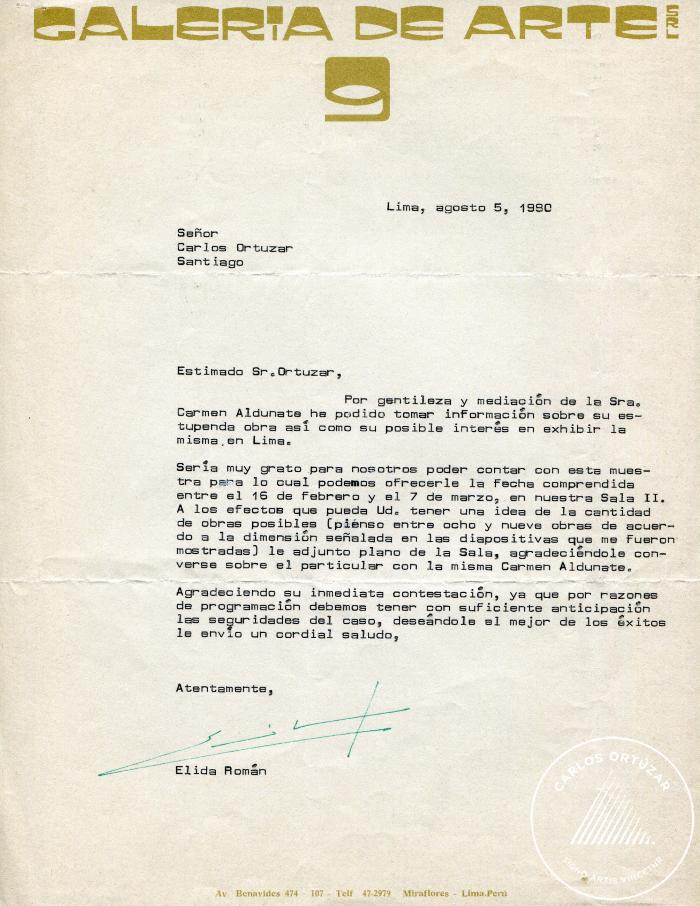 GALERIA DE ARTE
9
Lima, agosto 5, 1980
Señor
Carlos Ortuzar
Santiago
Estimado Sr.Ortuzar,
Por gentileza y mediación de la Sra.
Carmen Aldunate he podido tomar información sobre su es-
tupenda obra así como su posible interés en exhibir la
misma en Lima.
Sería muy grato para nosotros poder contar con esta mues-
tra para lo cual podemos ofrecerle la fecha comprendida
entre el 16 de febrero y el 7 de marzo, en nuestra Sala II.
A los efectos que pueda Ud. tener una idea de la cantidad
de obras posibles (piénso entre ocho y nueve obras de acuer-
do a la dimensión señalada en las diapositivas que me fueron
mostradas) le adjunto plano de la Sala, agradeciéndole con-
verse sobre el particular con la misma Carmen Aldunate.
Agradeciendo su inmediata contestación, ya que por razones
de programación debemos tener con suficiente anticipación
las seguridades del caso, deseándole el mejor de los éxitos
le envío un cordial saludo,
Atentamente,
Elida Román
CARLOS ORTÚZAR
Av. Benavides 474 - 107 - Telf 47-2979 Miraflores - Lima.Perú